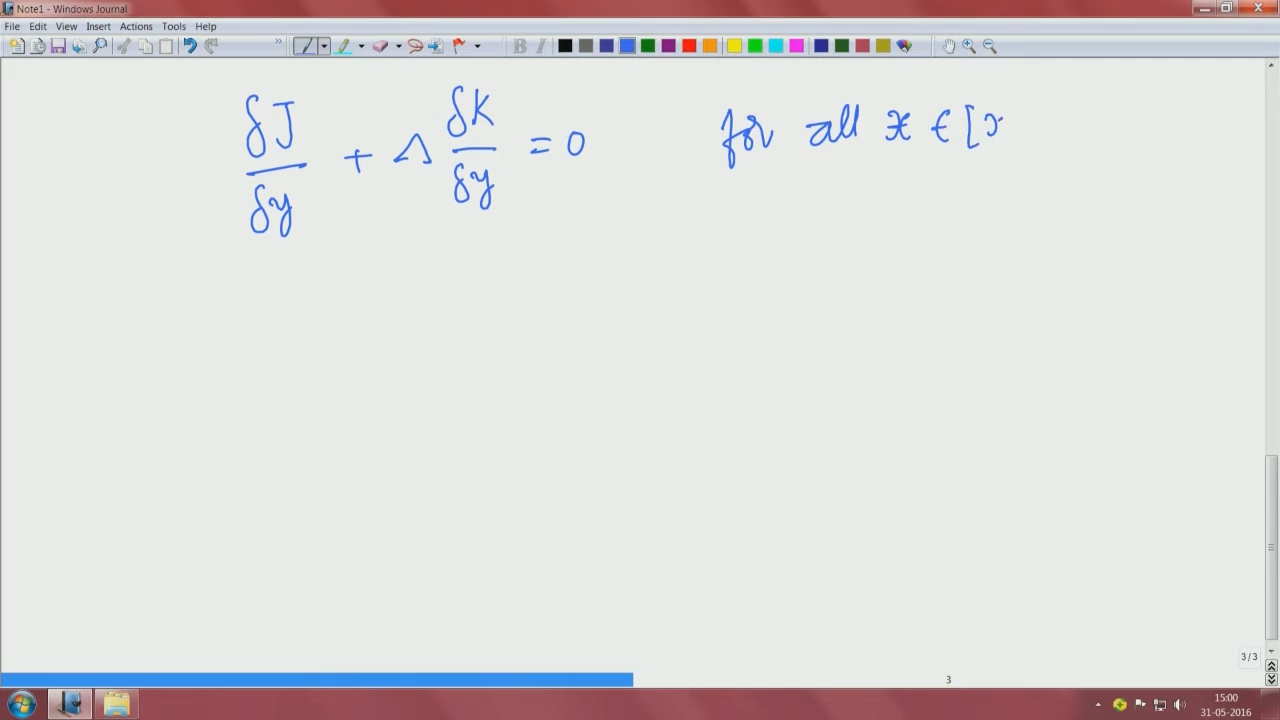 Note1 - Windows Journal
File Edit View Insert Actions Tools Help
δJ/δy + Λ δK/δy = 0 for all x ∈ [x
3/3
3
15:00
31-05-2016